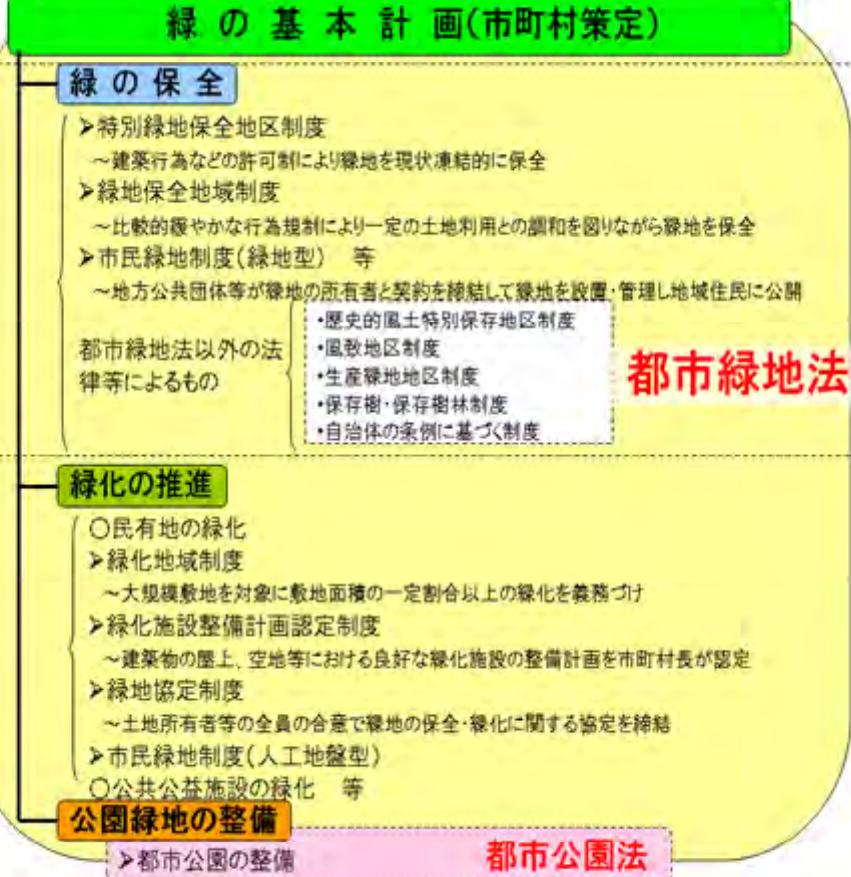 緑の基本計画(市町村策定)
緑の保全
➤特別緑地保全地区制度
~建築行為などの許可制により緑地を現状凍結的に保全
➤緑地保全地域制度
~比較的緩やかな行為規制により一定の土地利用との調和を図りながら緑地を保全
➤市民緑地制度(緑地型) 等
~地方公共団体等が緑地の所有者と契約を締結して緑地を設置・管理し地域住民に公開
都市緑地法以外の法
律等によるもの
・歴史的風土特別保存地区制度
・風致地区制度
・生産緑地地区制度
・保存樹・保存樹林制度
・自治体の条例に基づく制度
都市緑地法
緑化の推進
〇民有地の緑化
➤緑化地域制度
~大規模敷地を対象に敷地面積の一定割合以上の緑化を義務づけ
➤緑化施設整備計画認定制度
~建築物の屋上、空地等における良好な緑化施設の整備計画を市町村長が認定
➤緑地協定制度
~土地所有者等の全員の合意で緑地の保全・緑化に関する協定を締結
➤市民緑地制度(人工地盤型)
〇公共公益施設の緑化 等
公園緑地の整備
➤都市公園の整備
都市公園法